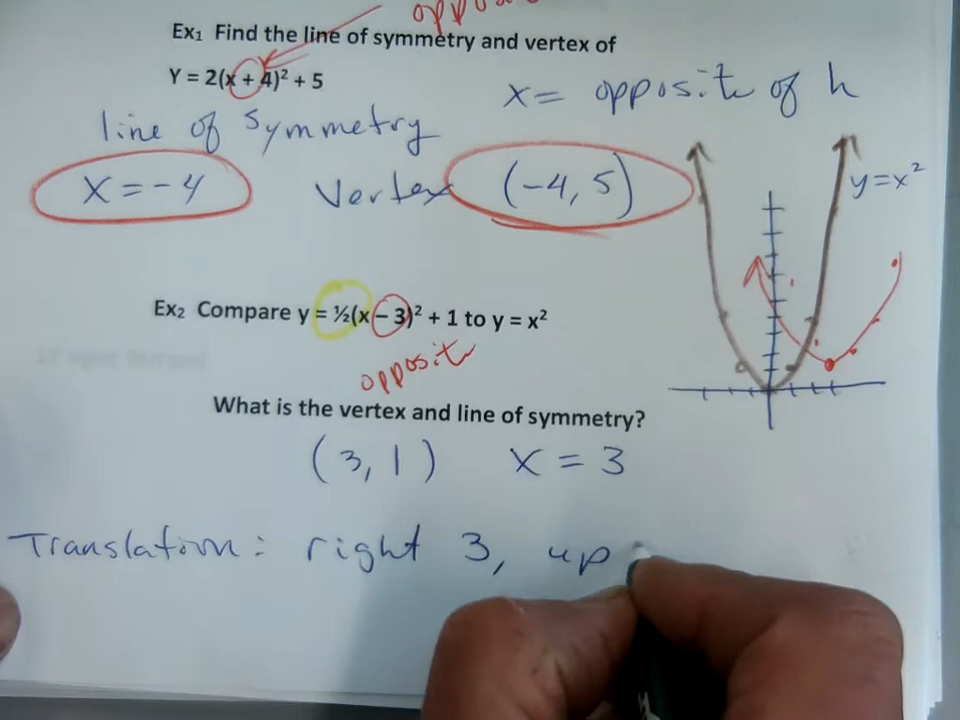 Ex₁ Find the line of symmetry and vertex of
Y = 2(x + 4)² + 5
x = opposite of h
line of symmetry
x = -4 Vertex (-4, 5)
y=x²
Ex₂ Compare y = ½(x – 3)² + 1 to y = x²
opposite
What is the vertex and line of symmetry?
(3, 1) x = 3
Translation: right 3, up